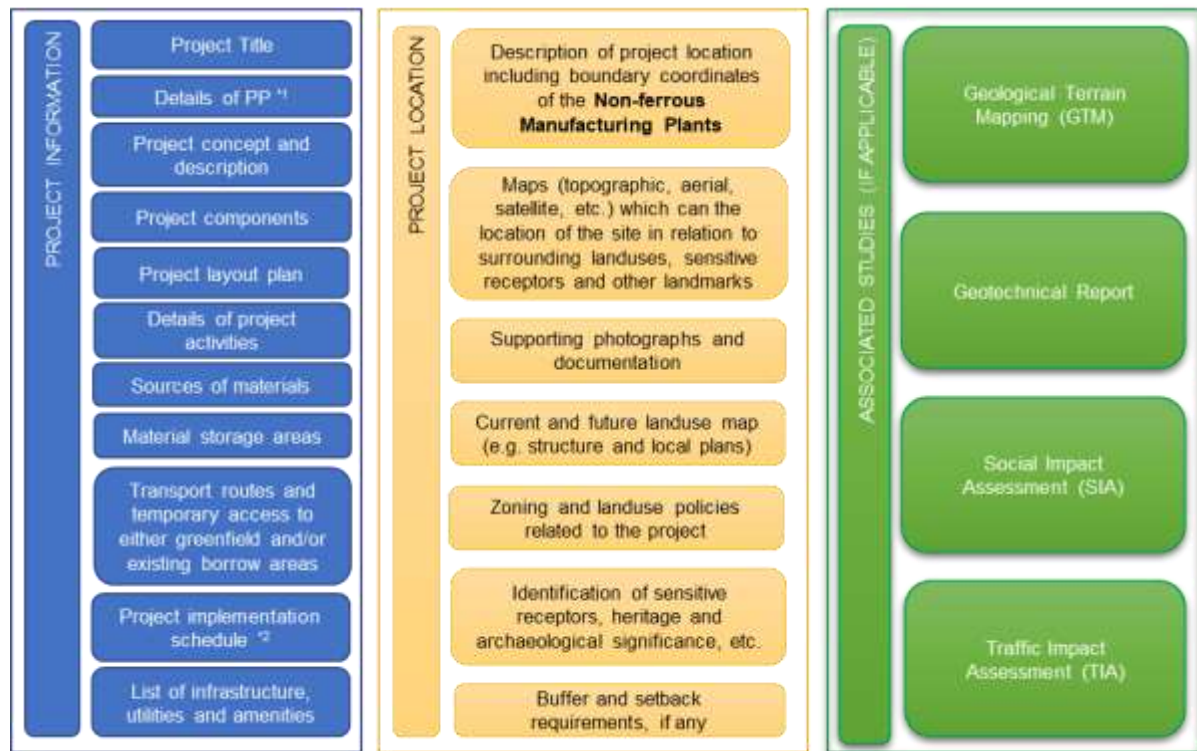 PROJECT INFORMATION
Project Title
Details of PP *1
Project concept and
description
Project components
Project layout plan
Details of project
activities
Sources of materials
Material storage areas
Transport routes and
temporary access to
either greenfield and/or
existing borrow areas
Project implementation
schedule *2
List of infrastructure,
utilities and amenities
PROJECT LOCATION
Description of project location
including boundary coordinates
of the Non-ferrous
Manufacturing Plants
Maps (topographic, aerial,
satellite, etc.) which can the
location of the site in relation to
surrounding landuses, sensitive
receptors and other landmarks
Supporting photographs and
documentation
Current and future landuse map
(e.g. structure and local plans)
Zoning and landuse policies
related to the project
Identification of sensitive
receptors, heritage and
archaeological significance, etc.
Buffer and setback
requirements, if any
ASSOCIATED STUDIES (IF APPLICABLE)
Geological Terrain
Mapping (GTM)
Geotechnical Report
Social Impact
Assessment (SIA)
Traffic Impact
Assessment (TIA)